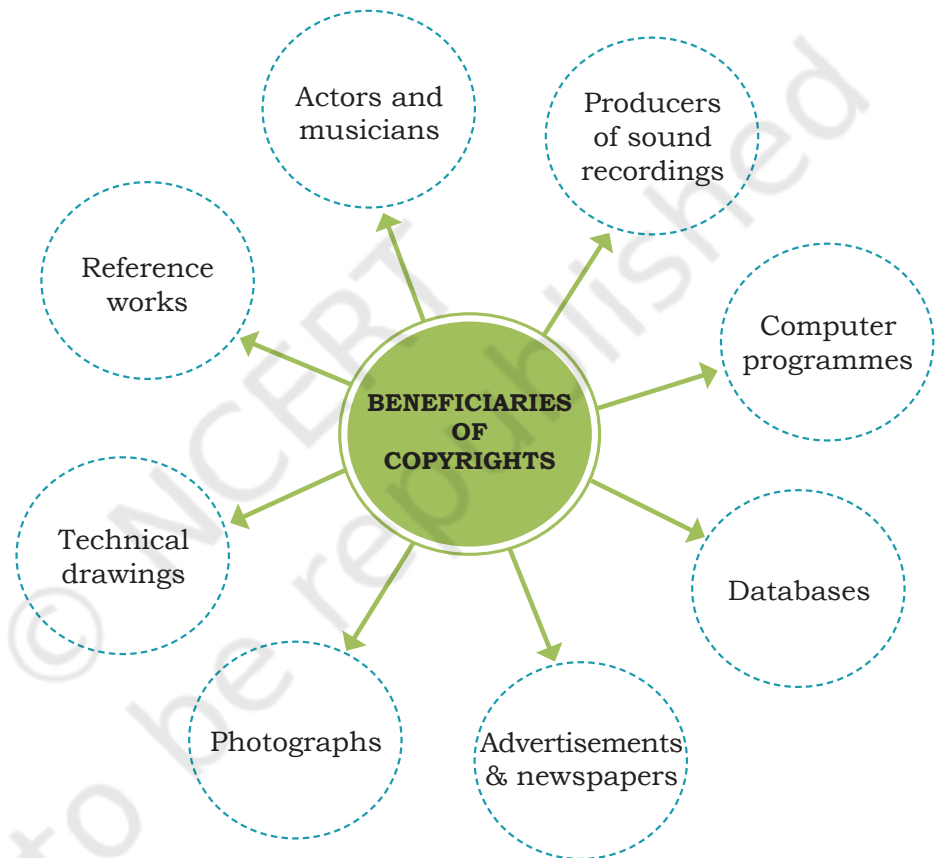 Actors and
musicians
Producers
of sound
recordings
Reference
works
Computer
programmes
BENEFICIARIES
OF
COPYRIGHTS
Technical
drawings
Databases
Photographs
Advertisements
& newspapers
© NCERT
to be republished